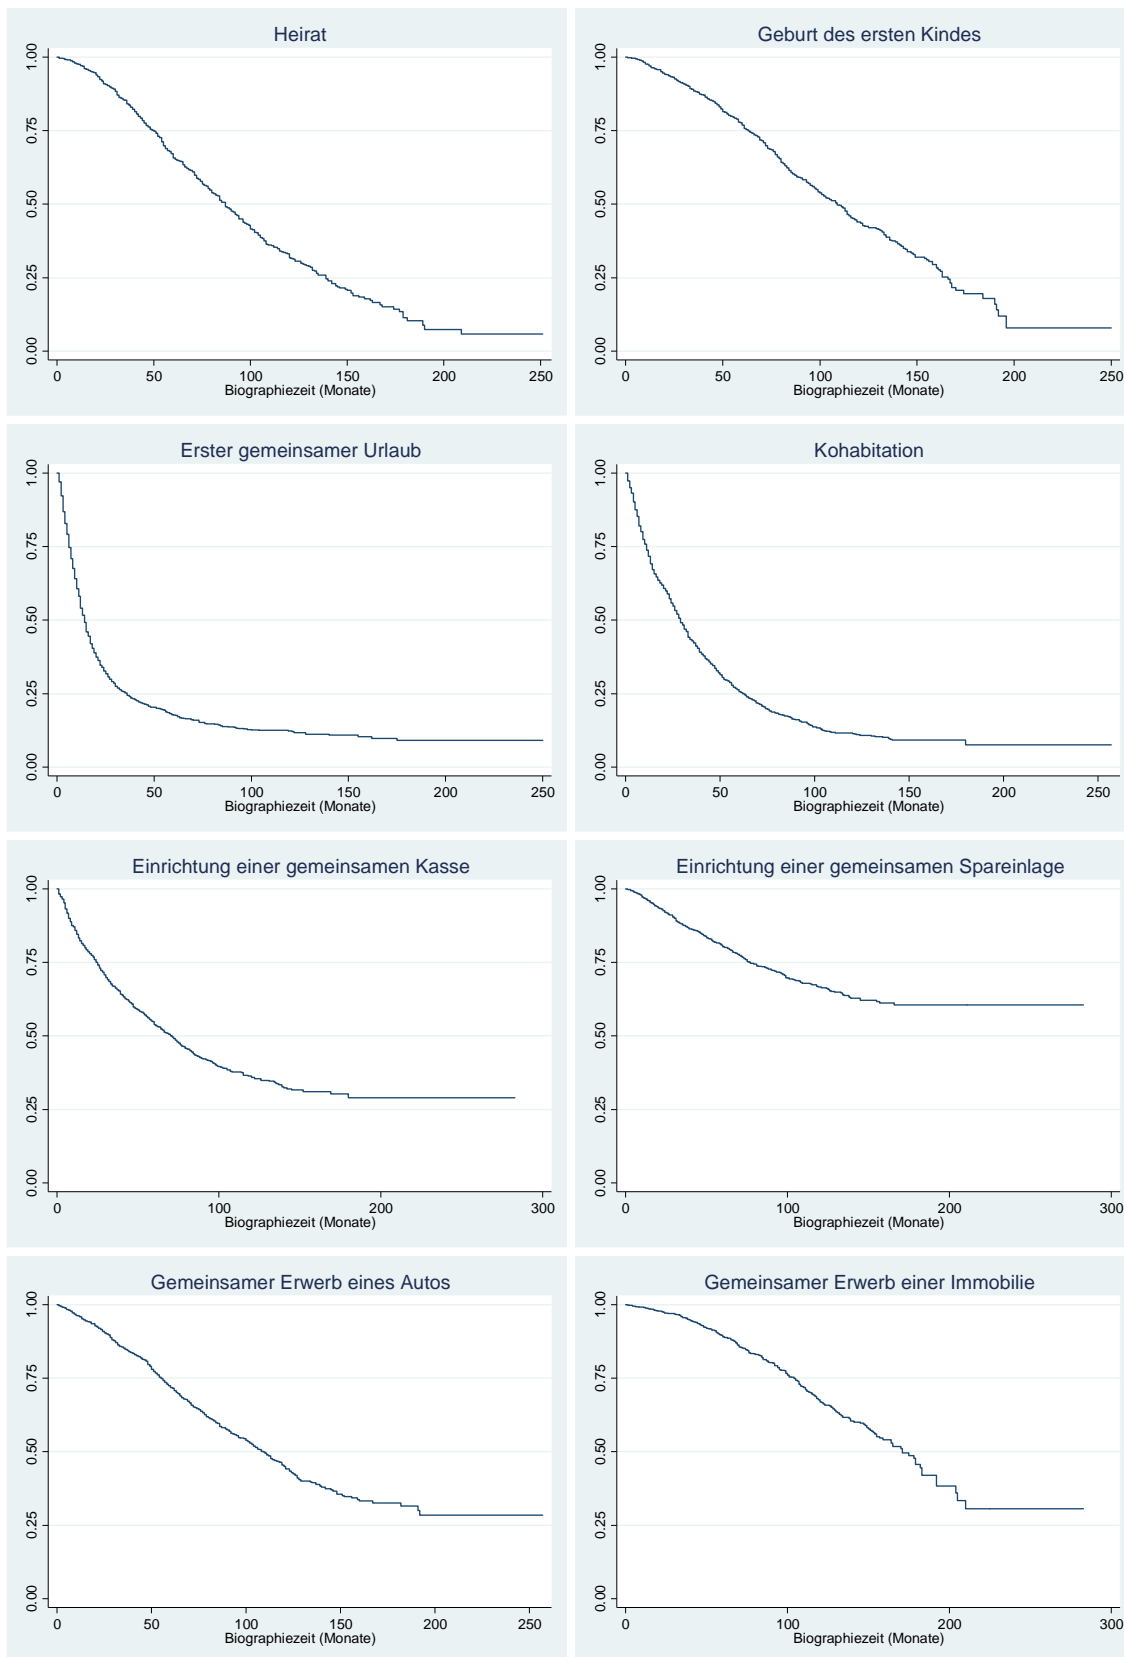 Heirat
1.00
0.75
0.50
0.25
0.00
0 50 100 150 200 250
Biographiezeit (Monate)
Geburt des ersten Kindes
1.00
0.75
0.50
0.25
0.00
0 50 100 150 200 250
Biographiezeit (Monate)
Erster gemeinsamer Urlaub
1.00
0.75
0.50
0.25
0.00
0 50 100 150 200 250
Biographiezeit (Monate)
Kohabitation
1.00
0.75
0.50
0.25
0.00
0 50 100 150 200 250
Biographiezeit (Monate)
Einrichtung einer gemeinsamen Kasse
1.00
0.75
0.50
0.25
0.00
0 100 200 300
Biographiezeit (Monate)
Einrichtung einer gemeinsamen Spareinlage
1.00
0.75
0.50
0.25
0.00
0 100 200 300
Biographiezeit (Monate)
Gemeinsamer Erwerb eines Autos
1.00
0.75
0.50
0.25
0.00
0 50 100 150 200 250
Biographiezeit (Monate)
Gemeinsamer Erwerb einer Immobilie
1.00
0.75
0.50
0.25
0.00
0 100 200 300
Biographiezeit (Monate)